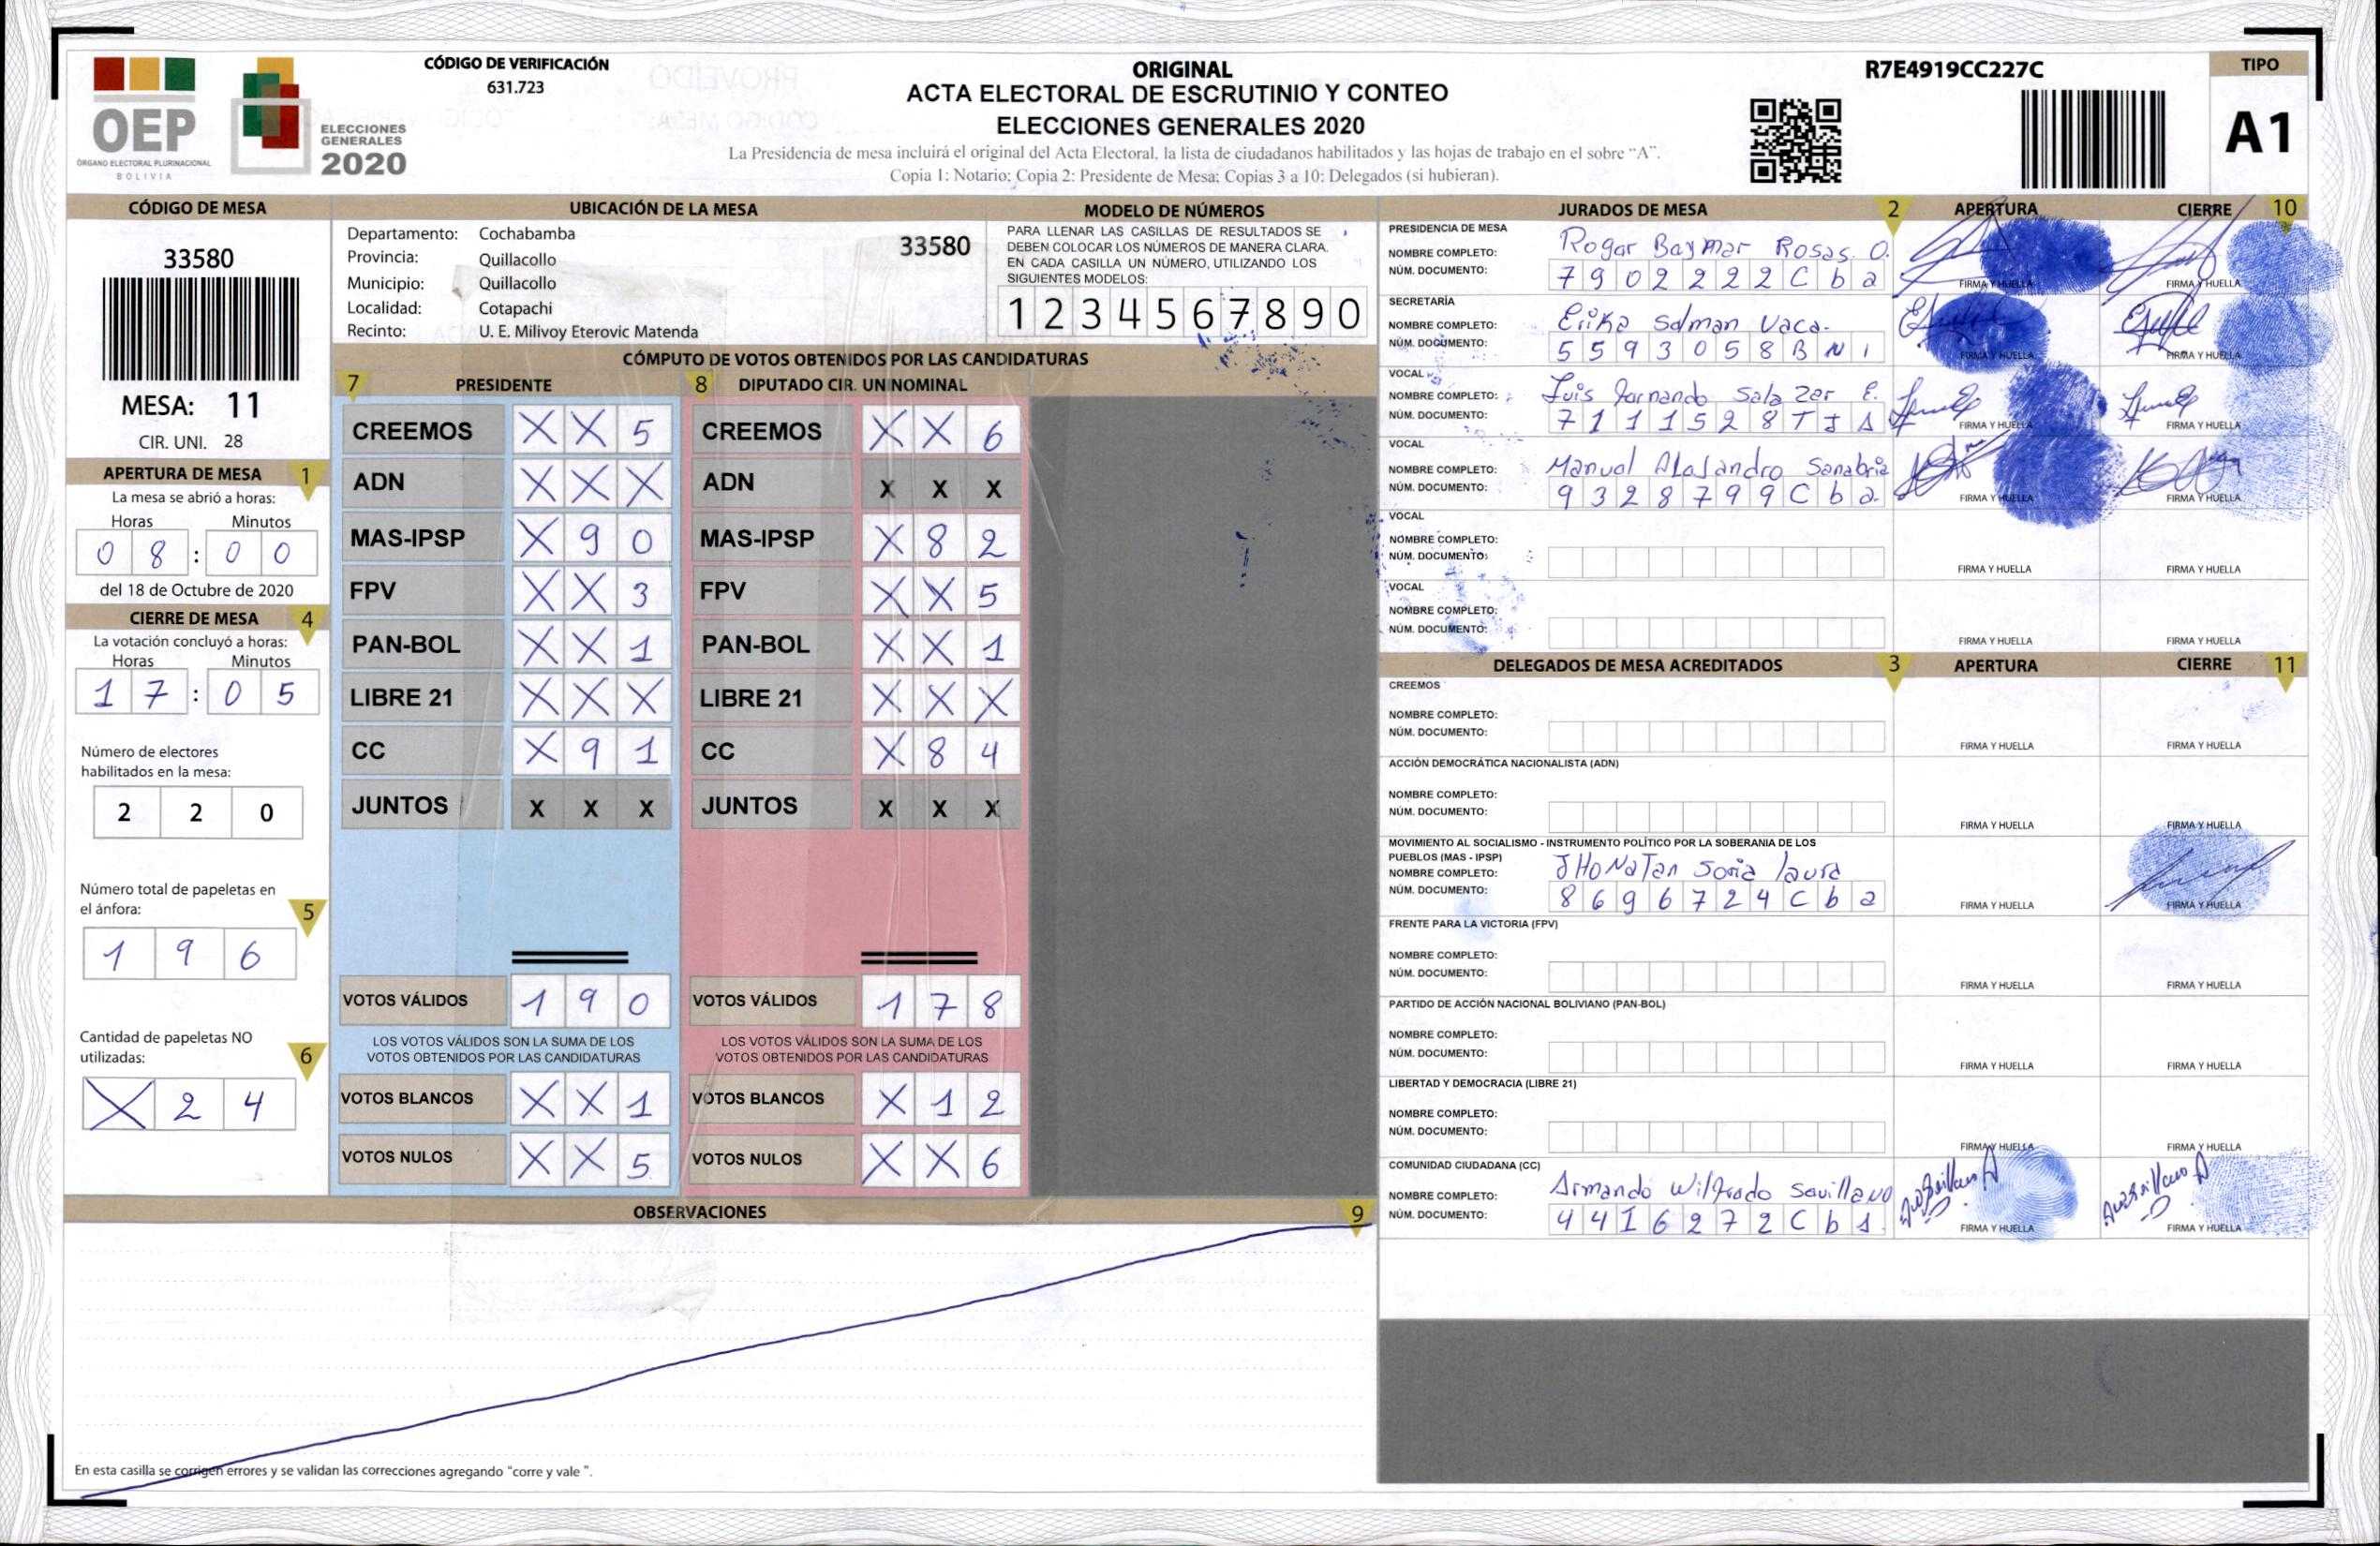 CÓDIGO DE VERIFICACIÓN
631.723
OEP
ÓRGANO ELECTORAL PLURINACIONAL
BOLIVIA
ELECCIONES
GENERALES
2020
ORIGINAL
ACTA ELECTORAL DE ESCRUTINIO Y CONTEO
ELECCIONES GENERALES 2020
La Presidencia de mesa incluirá el original del Acta Electoral, la lista de ciudadanos habilitados y las hojas de trabajo en el sobre "A".
Copia 1: Notario; Copia 2: Presidente de Mesa; Copias 3 a 10: Delegados (si hubieran).
R7E4919CC227C
TIPO
A1
CÓDIGO DE MESA
33580
MESA: 11
CIR. UNI. 28
APERTURA DE MESA 1
La mesa se abrió a horas:
Horas Minutos
0 8 : 0 0
del 18 de Octubre de 2020
CIERRE DE MESA 4
La votación concluyó a horas:
Horas Minutos
1 7 : 0 5
Número de electores
habilitados en la mesa:
2 2 0
Número total de papeletas en
el ánfora: 5
1 9 6
Cantidad de papeletas NO
utilizadas: 6
X 2 4
UBICACIÓN DE LA MESA
Departamento: Cochabamba
33580
Provincia: Quillacollo
Municipio: Quillacollo
Localidad: Cotapachi
Recinto: U. E. Milivoy Eterovic Matenda
MODELO DE NÚMEROS
PARA LLENAR LAS CASILLAS DE RESULTADOS SE
DEBEN COLOCAR LOS NÚMEROS DE MANERA CLARA.
EN CADA CASILLA UN NÚMERO, UTILIZANDO LOS
SIGUIENTES MODELOS:
1 2 3 4 5 6 7 8 9 0
CÓMPUTO DE VOTOS OBTENIDOS POR LAS CANDIDATURAS
7 PRESIDENTE
CREEMOS X X 5
ADN X X X
MAS-IPSP X 9 0
FPV X X 3
PAN-BOL X X 1
LIBRE 21 X X X
CC X 9 1
JUNTOS X X X
VOTOS VÁLIDOS 1 9 0
LOS VOTOS VÁLIDOS SON LA SUMA DE LOS
VOTOS OBTENIDOS POR LAS CANDIDATURAS
VOTOS BLANCOS X X 1
VOTOS NULOS X X 5
8 DIPUTADO CIR. UNINOMINAL
CREEMOS X X 6
ADN X X X
MAS-IPSP X 8 2
FPV X X 5
PAN-BOL X X 1
LIBRE 21 X X X
CC X 8 4
JUNTOS X X X
VOTOS VÁLIDOS 1 7 8
LOS VOTOS VÁLIDOS SON LA SUMA DE LOS
VOTOS OBTENIDOS POR LAS CANDIDATURAS
VOTOS BLANCOS X 1 2
VOTOS NULOS X X 6
OBSERVACIONES 9
En esta casilla se corrigen errores y se validan las correcciones agregando "corre y vale ".
JURADOS DE MESA 2 APERTURA CIERRE 10
PRESIDENCIA DE MESA
NOMBRE COMPLETO: Roger Baymar Rosas O.
NÚM. DOCUMENTO: 7902222Cba
FIRMA Y HUELLA FIRMA Y HUELLA
SECRETARÍA
NOMBRE COMPLETO: Erika Salman Vaca.
NÚM. DOCUMENTO: 5593058BNI
FIRMA Y HUELLA FIRMA Y HUELLA
VOCAL
NOMBRE COMPLETO: Luis Fernando Salazar E.
NÚM. DOCUMENTO: 7111528TJA
FIRMA Y HUELLA FIRMA Y HUELLA
VOCAL
NOMBRE COMPLETO: Manuel Alejandro Sanabria
NÚM. DOCUMENTO: 9328799Cba.
FIRMA Y HUELLA FIRMA Y HUELLA
VOCAL
NOMBRE COMPLETO:
NÚM. DOCUMENTO:
FIRMA Y HUELLA FIRMA Y HUELLA
VOCAL
NOMBRE COMPLETO:
NÚM. DOCUMENTO:
FIRMA Y HUELLA FIRMA Y HUELLA
DELEGADOS DE MESA ACREDITADOS 3 APERTURA CIERRE 11
CREEMOS
NOMBRE COMPLETO:
NÚM. DOCUMENTO:
FIRMA Y HUELLA FIRMA Y HUELLA
ACCIÓN DEMOCRÁTICA NACIONALISTA (ADN)
NOMBRE COMPLETO:
NÚM. DOCUMENTO:
FIRMA Y HUELLA FIRMA Y HUELLA
MOVIMIENTO AL SOCIALISMO - INSTRUMENTO POLÍTICO POR LA SOBERANIA DE LOS
PUEBLOS (MAS - IPSP)
NOMBRE COMPLETO: JHONaTan Soria laura
NÚM. DOCUMENTO: 8696724Cba
FIRMA Y HUELLA FIRMA Y HUELLA
FRENTE PARA LA VICTORIA (FPV)
NOMBRE COMPLETO:
NÚM. DOCUMENTO:
FIRMA Y HUELLA FIRMA Y HUELLA
PARTIDO DE ACCIÓN NACIONAL BOLIVIANO (PAN-BOL)
NOMBRE COMPLETO:
NÚM. DOCUMENTO:
FIRMA Y HUELLA FIRMA Y HUELLA
LIBERTAD Y DEMOCRACIA (LIBRE 21)
NOMBRE COMPLETO:
NÚM. DOCUMENTO:
FIRMA Y HUELLA FIRMA Y HUELLA
COMUNIDAD CIUDADANA (CC)
NOMBRE COMPLETO: Armando Wilfredo Sevillano
NÚM. DOCUMENTO: 4416272Cb1.
FIRMA Y HUELLA FIRMA Y HUELLA